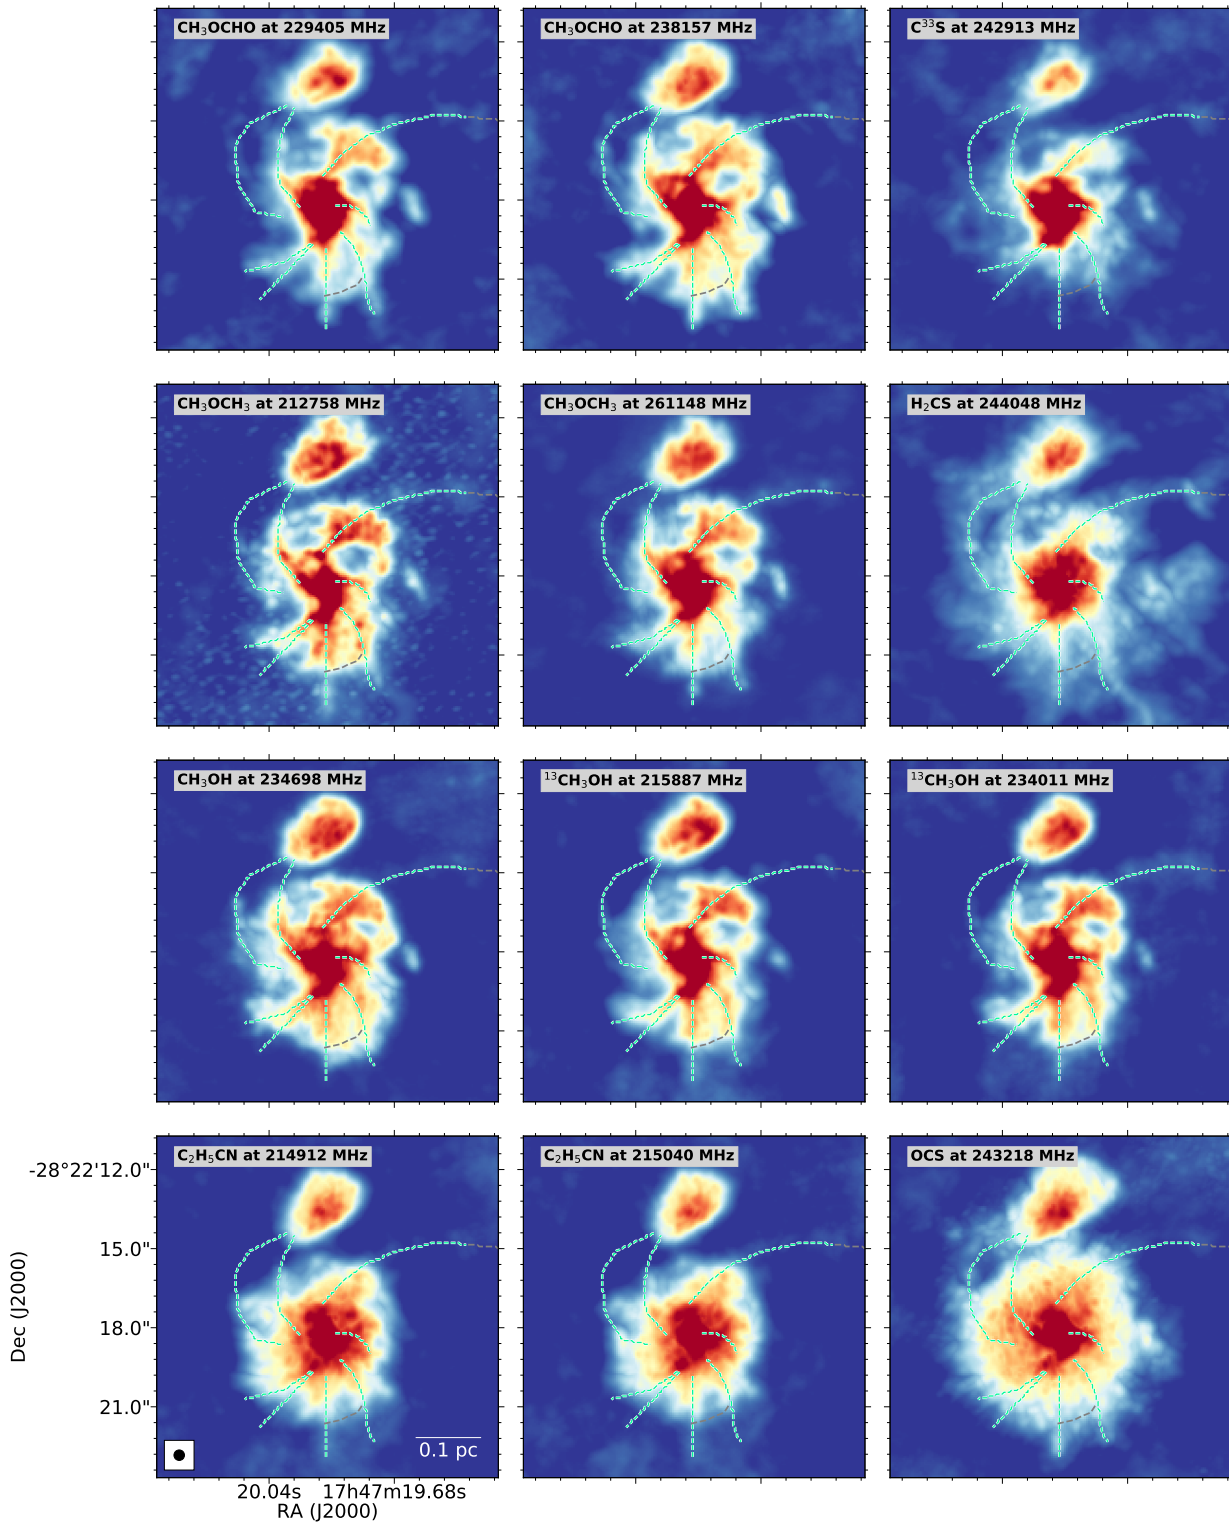 CH₃OCHO at 229405 MHz
CH₃OCHO at 238157 MHz
C³³S at 242913 MHz
CH₃OCH₃ at 212758 MHz
CH₃OCH₃ at 261148 MHz
H₂CS at 244048 MHz
CH₃OH at 234698 MHz
¹³CH₃OH at 215887 MHz
¹³CH₃OH at 234011 MHz
C₂H₅CN at 214912 MHz
C₂H₅CN at 215040 MHz
OCS at 243218 MHz
-28°22'12.0"
15.0"
18.0"
21.0"
Dec (J2000)
0.1 pc
20.04s 17h47m19.68s
RA (J2000)